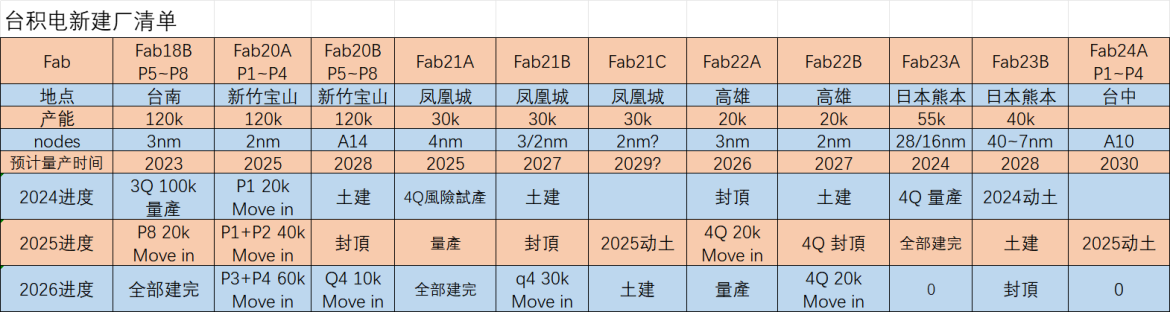 台积电新建厂清单
Fab Fab18B P5~P8 Fab20A P1~P4 Fab20B P5~P8 Fab21A Fab21B Fab21C Fab22A Fab22B Fab23A Fab23B Fab24A P1~P4
地点 台南 新竹宝山 新竹宝山 凤凰城 凤凰城 凤凰城 高雄 高雄 日本熊本 日本熊本 台中
产能 120k 120k 120k 30k 30k 30k 20k 20k 55k 40k
nodes 3nm 2nm A14 4nm 3/2nm 2nm? 3nm 2nm 28/16nm 40~7nm A10
预计量产时间 2023 2025 2028 2025 2027 2029? 2026 2027 2024 2028 2030
2024进度 3Q 100k 量產 P1 20k Move in 土建 4Q風險試產 土建 封頂 土建 4Q 量產 2024动土
2025进度 P8 20k Move in P1+P2 40k Move in 封頂 量產 封頂 2025动土 4Q 20k Move in 4Q 封頂 全部建完 土建 2025动土
2026进度 全部建完 P3+P4 60k Move in Q4 10k Move in 全部建完 q4 30k Move in 土建 量產 4Q 20k Move in 0 封頂 0